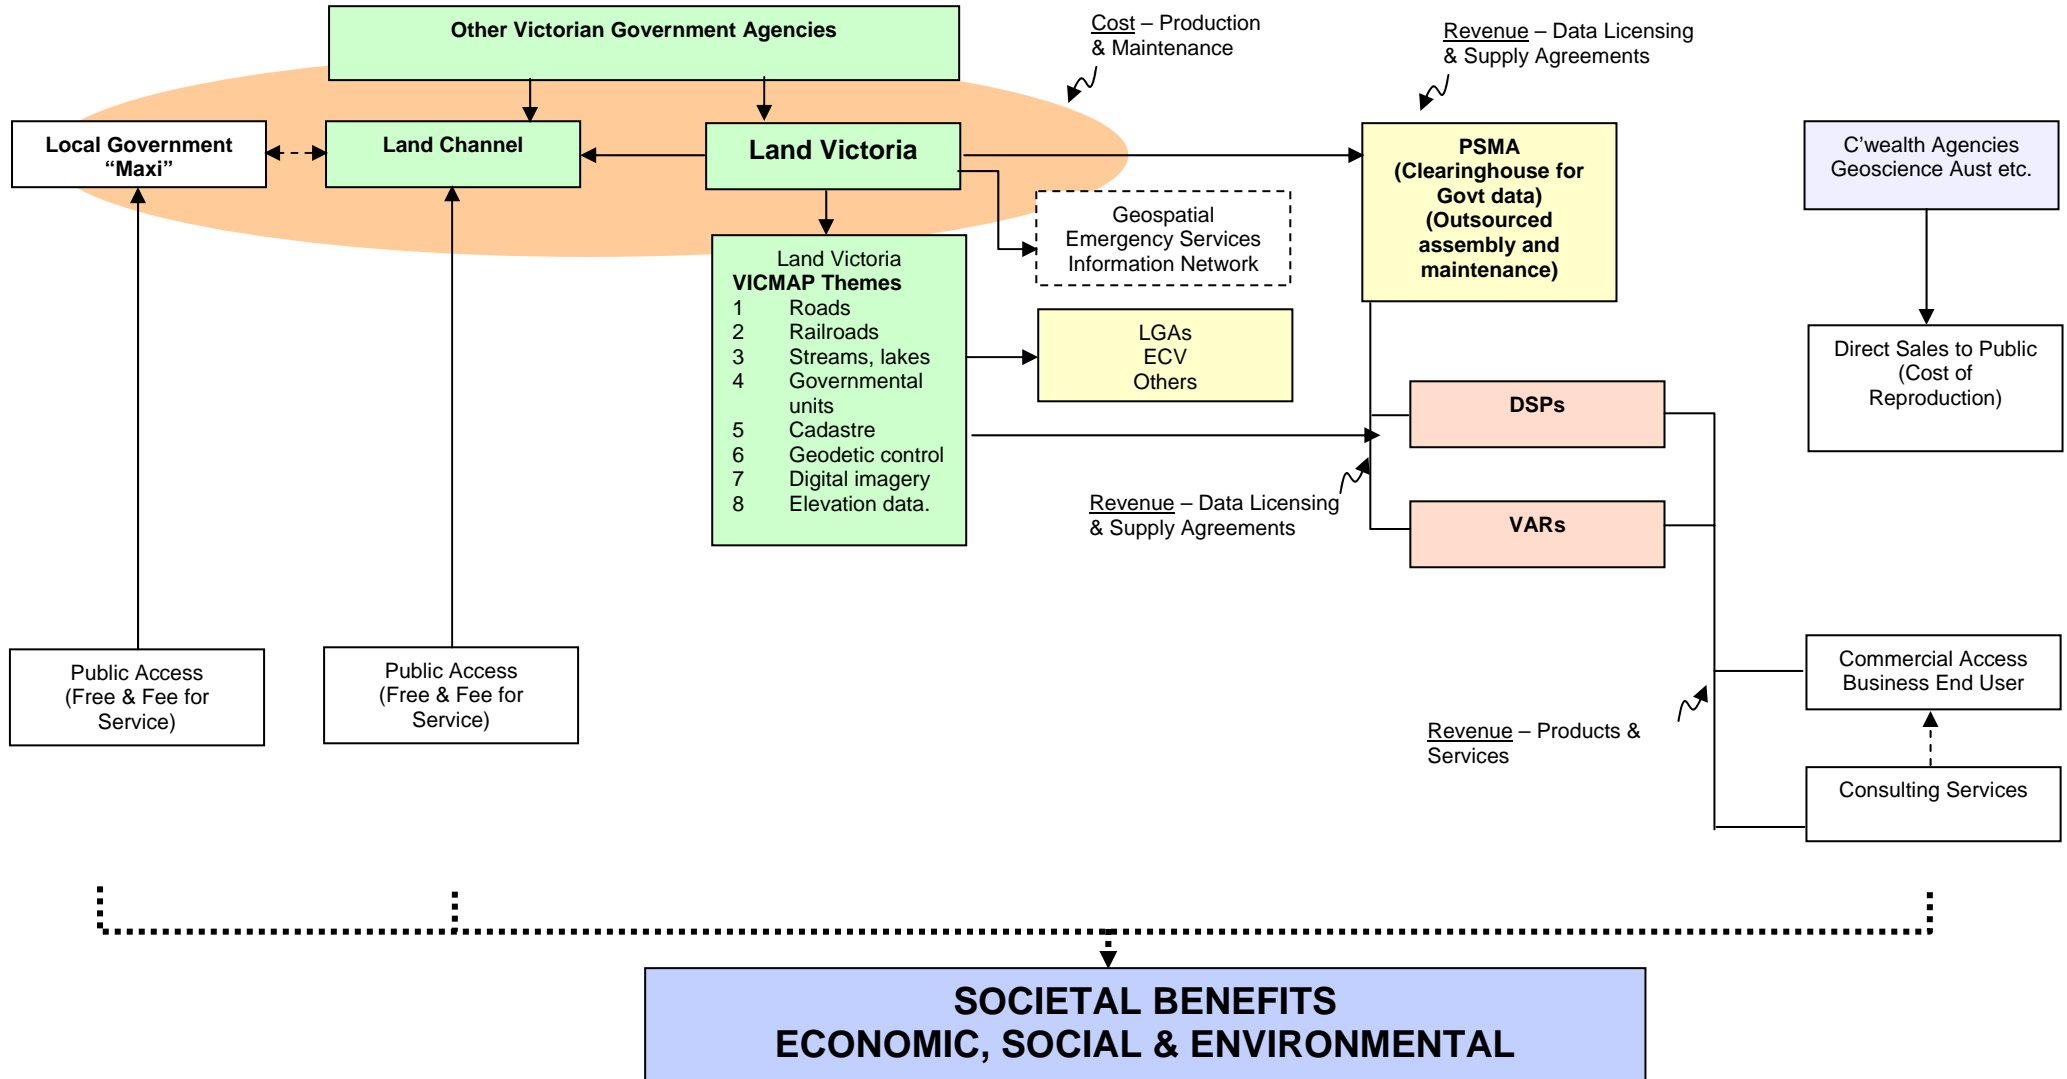 Other Victorian Government Agencies
Cost – Production
& Maintenance
Revenue – Data Licensing
& Supply Agreements
Local Government
“Maxi”
Land Channel
Land Victoria
PSMA
(Clearinghouse for
Govt data)
(Outsourced
assembly and
maintenance)
C’wealth Agencies
Geoscience Aust etc.
Geospatial
Emergency Services
Information Network
Land Victoria
VICMAP Themes
1 Roads
2 Railroads
3 Streams, lakes
4 Governmental
units
5 Cadastre
6 Geodetic control
7 Digital imagery
8 Elevation data.
LGAs
ECV
Others
Direct Sales to Public
(Cost of
Reproduction)
DSPs
Revenue – Data Licensing
& Supply Agreements
VARs
Public Access
(Free & Fee for
Service)
Public Access
(Free & Fee for
Service)
Commercial Access
Business End User
Revenue – Products &
Services
Consulting Services
SOCIETAL BENEFITS
ECONOMIC, SOCIAL & ENVIRONMENTAL